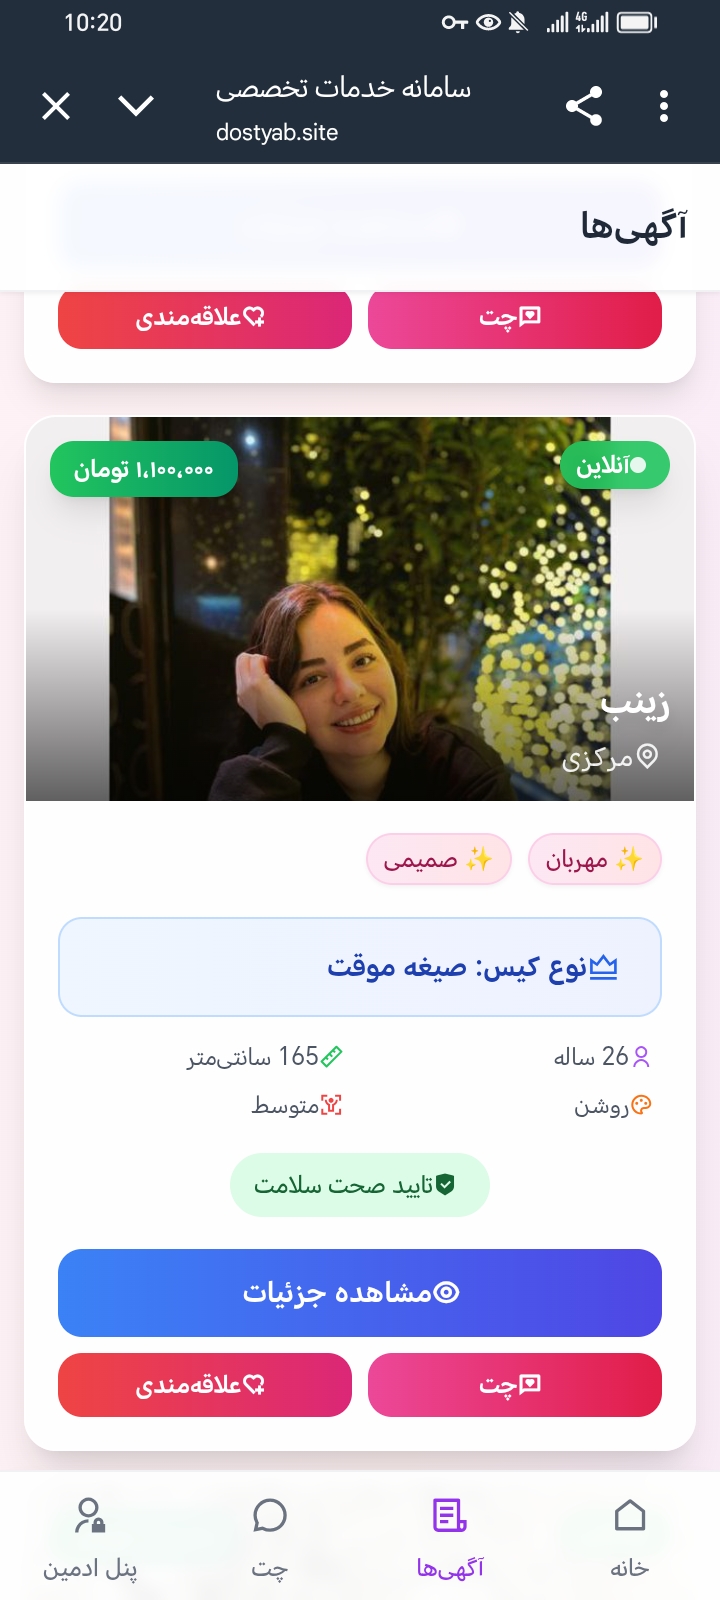 10:20
4G
سامانه خدمات تخصصی
dostyab.site
آگهی‌ها
چت
علاقه‌مندی
آنلاین
۱,۱۰۰,۰۰۰ تومان
زینب
مرکزی
✨ مهربان
✨ صمیمی
نوع کیس: صیغه موقت
26 ساله
165 سانتی‌متر
روشن
متوسط
تایید صحت سلامت
مشاهده جزئیات
چت
علاقه‌مندی
خانه
آگهی‌ها
چت
پنل ادمین